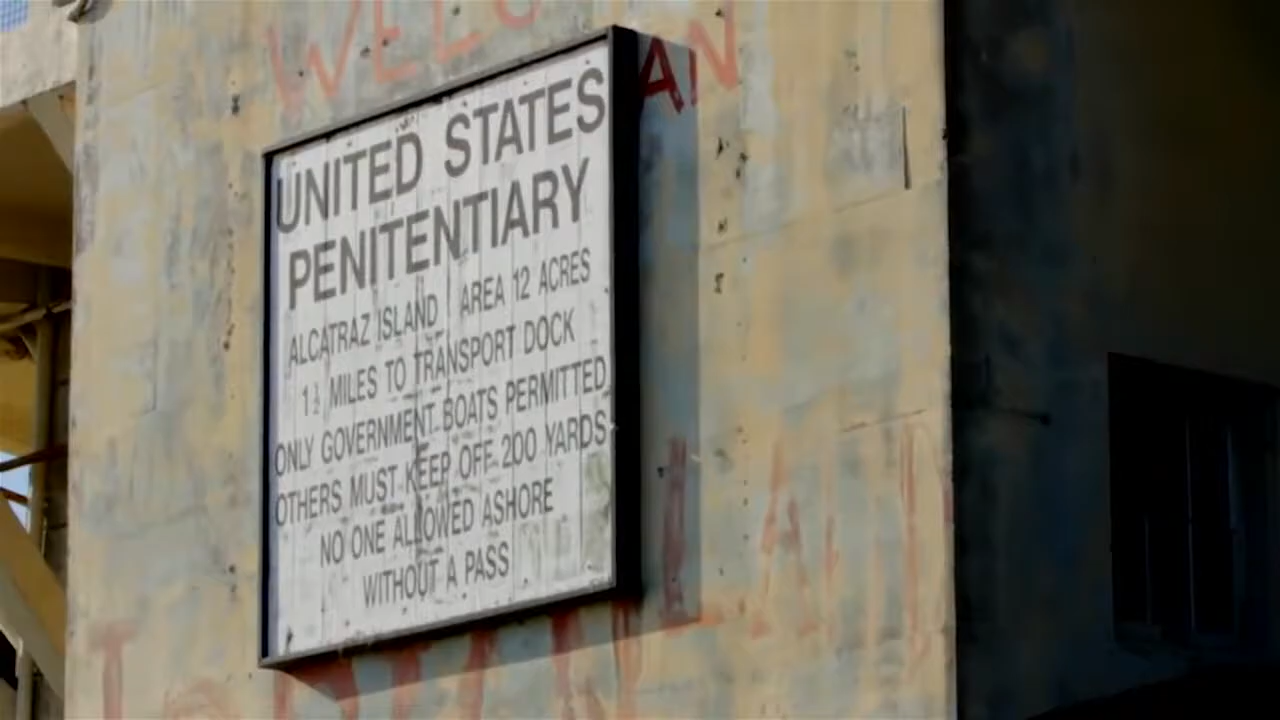 UNITED STATES
PENITENTIARY
ALCATRAZ ISLAND AREA 12 ACRES
1½ MILES TO TRANSPORT DOCK
ONLY GOVERNMENT BOATS PERMITTED
OTHERS MUST KEEP OFF 200 YARDS
NO ONE ALLOWED ASHORE
WITHOUT A PASS